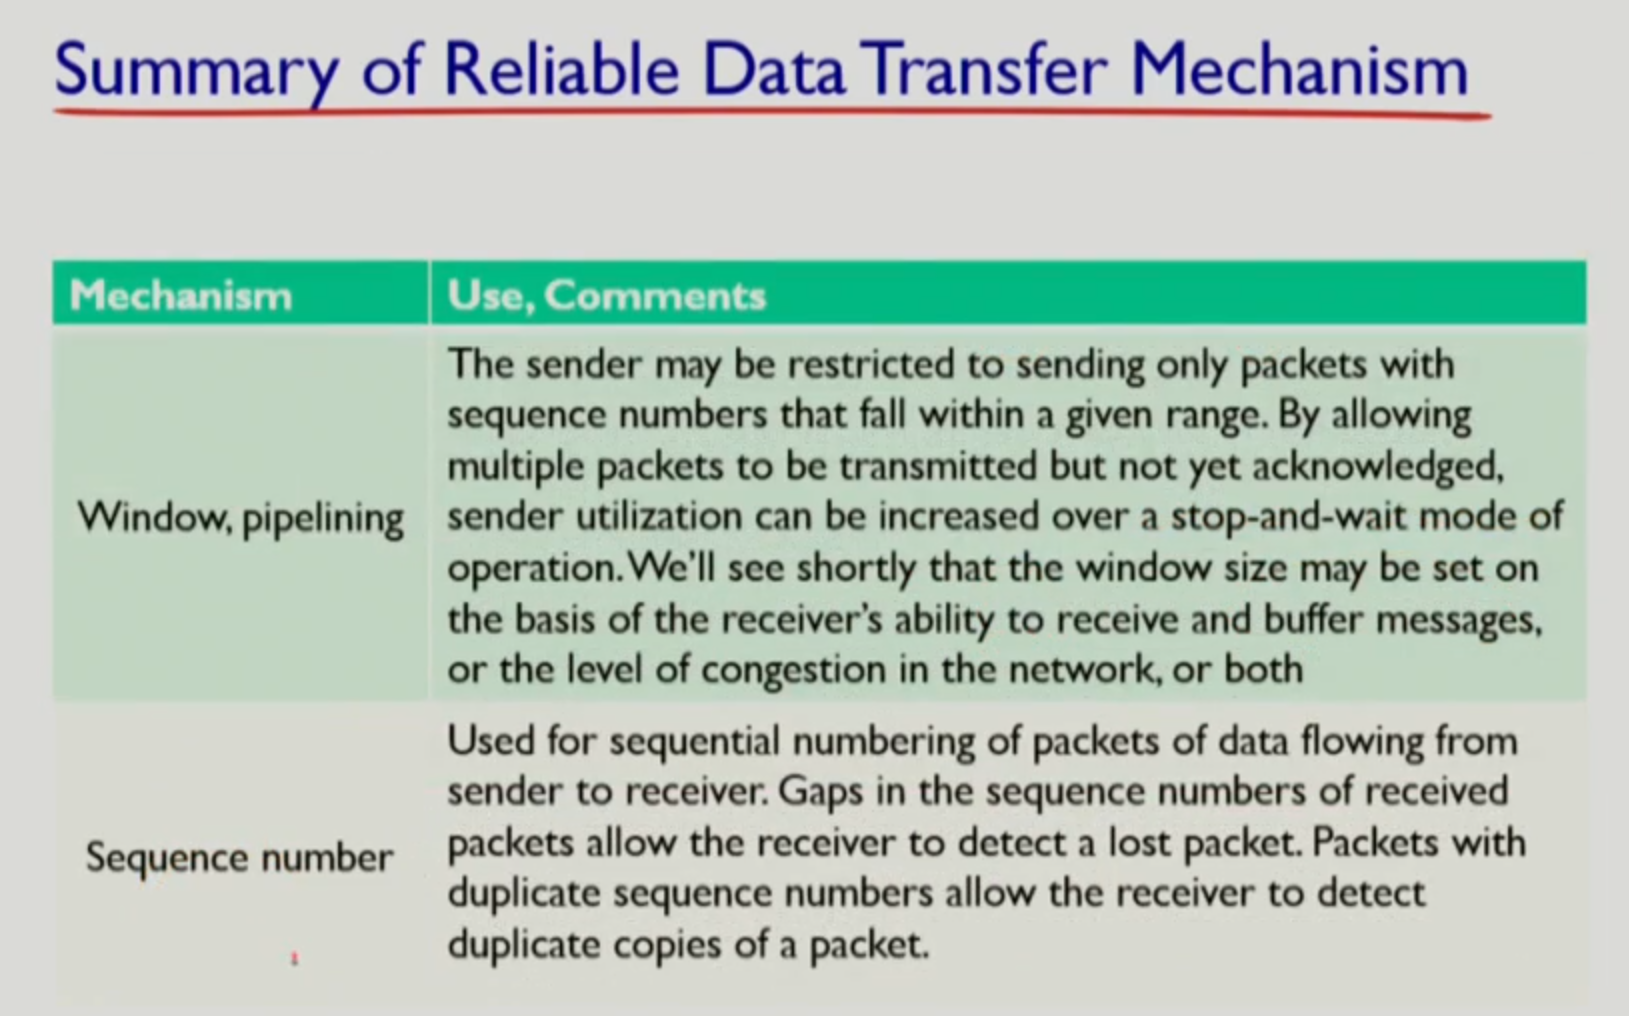 Summary of Reliable Data Transfer Mechanism
Mechanism
Use, Comments
Window, pipelining
The sender may be restricted to sending only packets with
sequence numbers that fall within a given range. By allowing
multiple packets to be transmitted but not yet acknowledged,
sender utilization can be increased over a stop-and-wait mode of
operation. We'll see shortly that the window size may be set on
the basis of the receiver's ability to receive and buffer messages,
or the level of congestion in the network, or both
Sequence number
Used for sequential numbering of packets of data flowing from
sender to receiver. Gaps in the sequence numbers of received
packets allow the receiver to detect a lost packet. Packets with
duplicate sequence numbers allow the receiver to detect
duplicate copies of a packet.